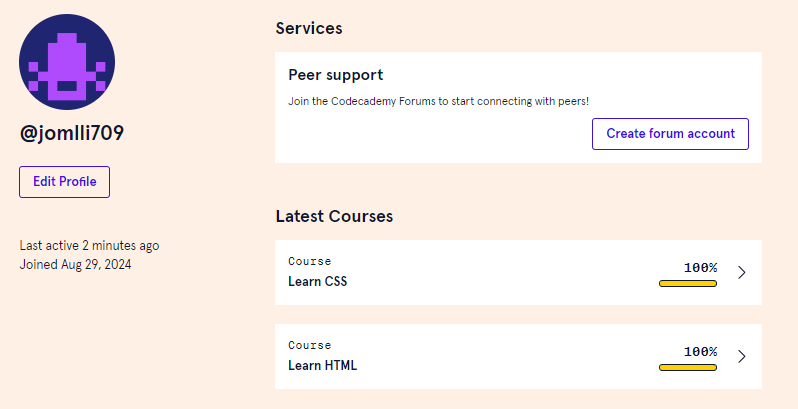 @jomlli709
Edit Profile
Last active 2 minutes ago
Joined Aug 29, 2024
Services
Peer support
Join the Codecademy Forums to start connecting with peers!
Create forum account
Latest Courses
Course
Learn CSS
100%
Course
Learn HTML
100%